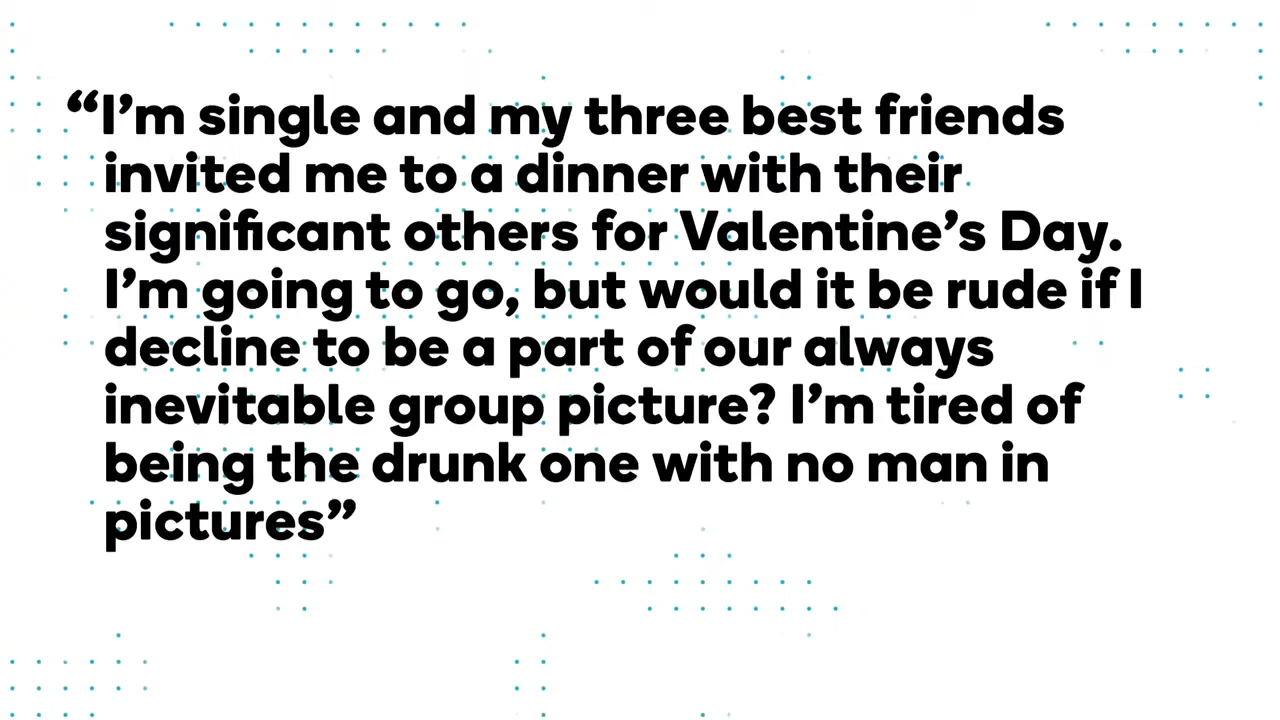 “I’m single and my three best friends
invited me to a dinner with their
significant others for Valentine’s Day.
I’m going to go, but would it be rude if I
decline to be a part of our always
inevitable group picture? I’m tired of
being the drunk one with no man in
pictures”